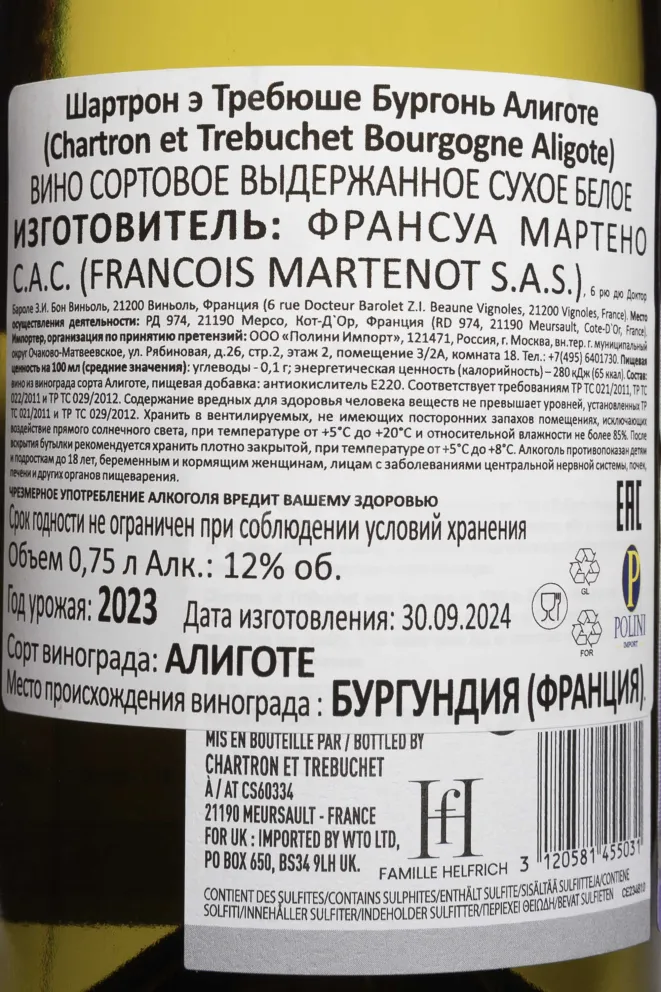 Шартрон э Требюше Бургонь Алиготе
(Chartron et Trebuchet Bourgogne Aligote)
ВИНО СОРТОВОЕ ВЫДЕРЖАННОЕ СУХОЕ БЕЛОЕ
ИЗГОТОВИТЕЛЬ: ФРАНСУА МАРТЕНО
С.А.С. (FRANCOIS MARTENOT S.A.S.), 6 рю дю Доктор
Бароле З.И. Бон Виньоль, 21200 Виньоль, Франция (6 rue Docteur Barolet Z.I. Beaune Vignoles, 21200 Vignoles, France). Место
осуществления деятельности: РД 974, 21190 Мерсо, Кот-Д`Ор, Франция (RD 974, 21190 Meursault, Cote-D`Or, France).
Импортер, организация по принятию претензий: ООО «Полини Импорт», 121471, Россия, г. Москва, вн.тер. г. муниципальный
округ Очаково-Матвеевское, ул. Рябиновая, д.26, стр.2, этаж 2, помещение 3/2А, комната 18. Тел.: +7(495) 6401730. Пищевая
ценность на 100 мл (средние значения): углеводы - 0,1 г; энергетическая ценность (калорийность) – 280 кДж (65 ккал). Состав:
вино из винограда сорта Алиготе, пищевая добавка: антиокислитель Е220. Соответствует требованиям ТР ТС 021/2011, ТР ТС
022/2011 и ТР ТС 029/2012. Содержание вредных для здоровья человека веществ не превышает уровней, установленных ТР
ТС 021/2011 и ТР ТС 029/2012. Хранить в вентилируемых, не имеющих посторонних запахов помещениях, исключающих
воздействие прямого солнечного света, при температуре от +5°С до +20°С и относительной влажности не более 85%. После
вскрытия бутылки рекомендуется хранить плотно закрытой, при температуре от +5°С до +8°С. Алкоголь противопоказан детям
и подросткам до 18 лет, беременным и кормящим женщинам, лицам с заболеваниями центральной нервной системы, почек,
печени и других органов пищеварения.
ЧРЕЗМЕРНОЕ УПОТРЕБЛЕНИЕ АЛКОГОЛЯ ВРЕДИТ ВАШЕМУ ЗДОРОВЬЮ
Срок годности не ограничен при соблюдении условий хранения
EAC
Объем 0,75 л Алк.: 12% об.
Год урожая: 2023 Дата изготовления: 30.09.2024
GL
FOR
P
POLINI
IMPORT
Сорт винограда: АЛИГОТЕ
Место происхождения винограда : БУРГУНДИЯ (ФРАНЦИЯ).
MIS EN BOUTEILLE PAR / BOTTLED BY
CHARTRON ET TREBUCHET
À / AT CS60334
21190 MEURSAULT - FRANCE
FOR UK : IMPORTED BY WTO LTD,
PO BOX 650, BS34 9LH UK.
FH
FAMILLE HELFRICH
3 120581 455031
CONTIENT DES SULFITES/CONTAINS SULPHITES/ENTHÄLT SULFITE/SISÄLTÄÄ SULFIITTEJA/CONTIENE
SOLFITI/INNEHÅLLER SULFITER/INDEHOLDER SULFITTER/ΠΕΡΙΕΧΕΙ ΘΕΙΩΔΗ/BEVAT SULFIETEN